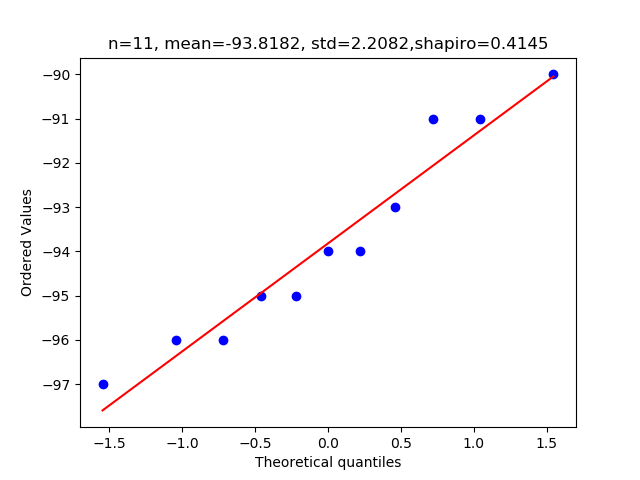 n=11, mean=-93.8182, std=2.2082,shapiro=0.4145
−90
−91
−92
−93
−94
−95
−96
−97
Ordered Values
−1.5 −1.0 −0.5 0.0 0.5 1.0 1.5
Theoretical quantiles